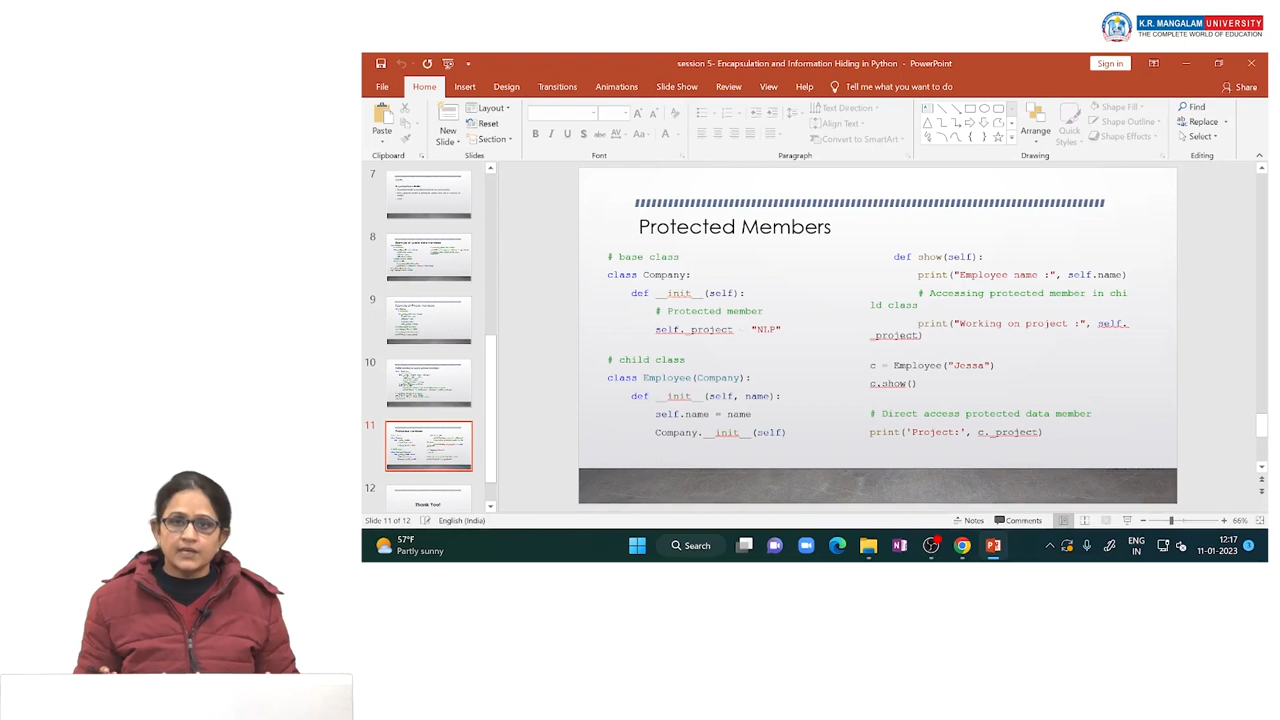 K.R. MANGALAM UNIVERSITY
THE COMPLETE WORLD OF EDUCATION
session 5- Encapsulation and Information Hiding in Python - PowerPoint
Sign in
File Home Insert Design Transitions Animations Slide Show Review View Help Tell me what you want to do Share
Paste
Clipboard
New Slide
Layout
Reset
Section
Slides
B I U S abc AV Aa A
Font
Text Direction
Align Text
Convert to SmartArt
Paragraph
Arrange
Quick Styles
Shape Fill
Shape Outline
Shape Effects
Drawing
Find
Replace
Select
Editing
7
8
9
10
11
12
Thank You!
Protected Members
# base class
class Company:
def __init__(self):
# Protected member
self._project = "NLP"
# child class
class Employee(Company):
def __init__(self, name):
self.name = name
Company.__init__(self)
def show(self):
print("Employee name :", self.name)
# Accessing protected member in chi
ld class
print("Working on project :", self.
_project)
c = Employee("Jessa")
c.show()
# Direct access protected data member
print('Project:', c._project)
Slide 11 of 12 English (India) Notes Comments 66%
57°F
Partly sunny
Search
ENG
IN
12:17
11-01-2023
3